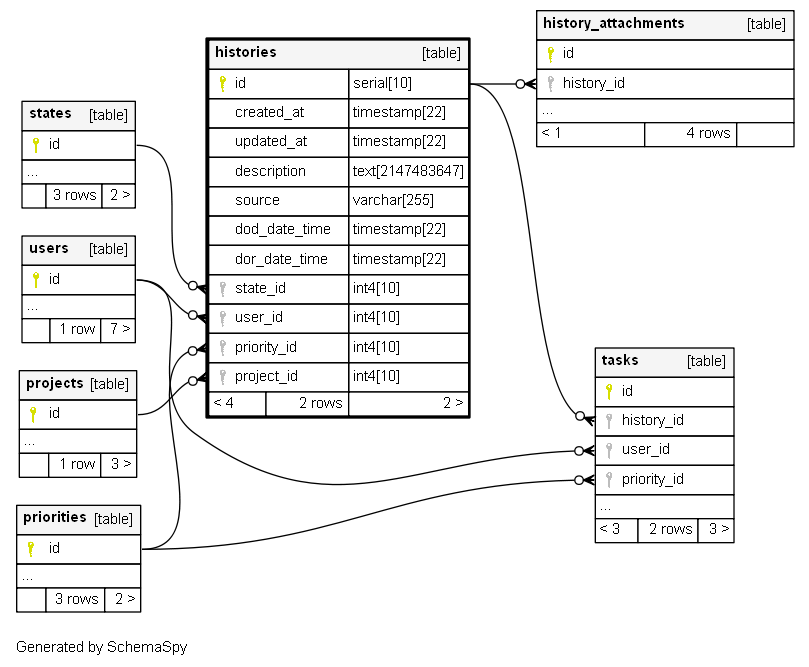 histories [table]
id serial[10]
created_at timestamp[22]
updated_at timestamp[22]
description text[2147483647]
source varchar[255]
dod_date_time timestamp[22]
dor_date_time timestamp[22]
state_id int4[10]
user_id int4[10]
priority_id int4[10]
project_id int4[10]
< 4 2 rows 2 >
history_attachments [table]
id
history_id
...
< 1 4 rows
states [table]
id
...
3 rows 2 >
users [table]
id
...
1 row 7 >
projects [table]
id
...
1 row 3 >
priorities [table]
id
...
3 rows 2 >
tasks [table]
id
history_id
user_id
priority_id
...
< 3 2 rows 3 >
Generated by SchemaSpy